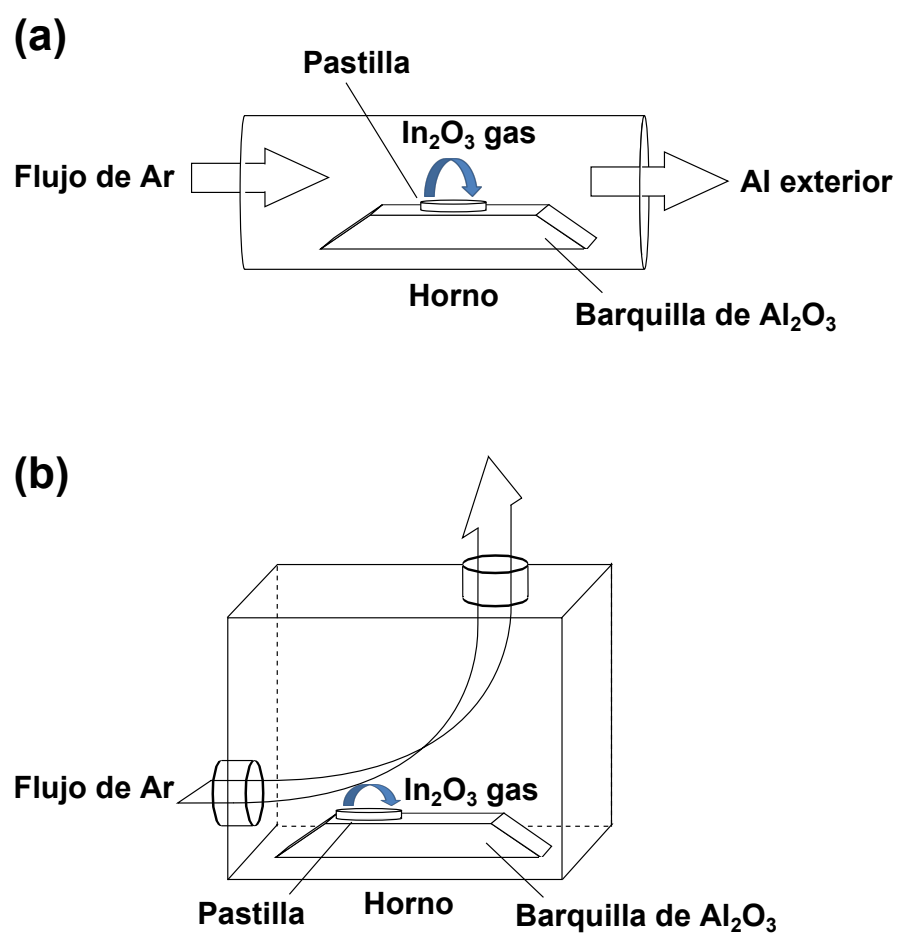 (a)
Pastilla
In₂O₃ gas
Flujo de Ar
Al exterior
Horno
Barquilla de Al₂O₃
(b)
Flujo de Ar
In₂O₃ gas
Pastilla
Horno
Barquilla de Al₂O₃